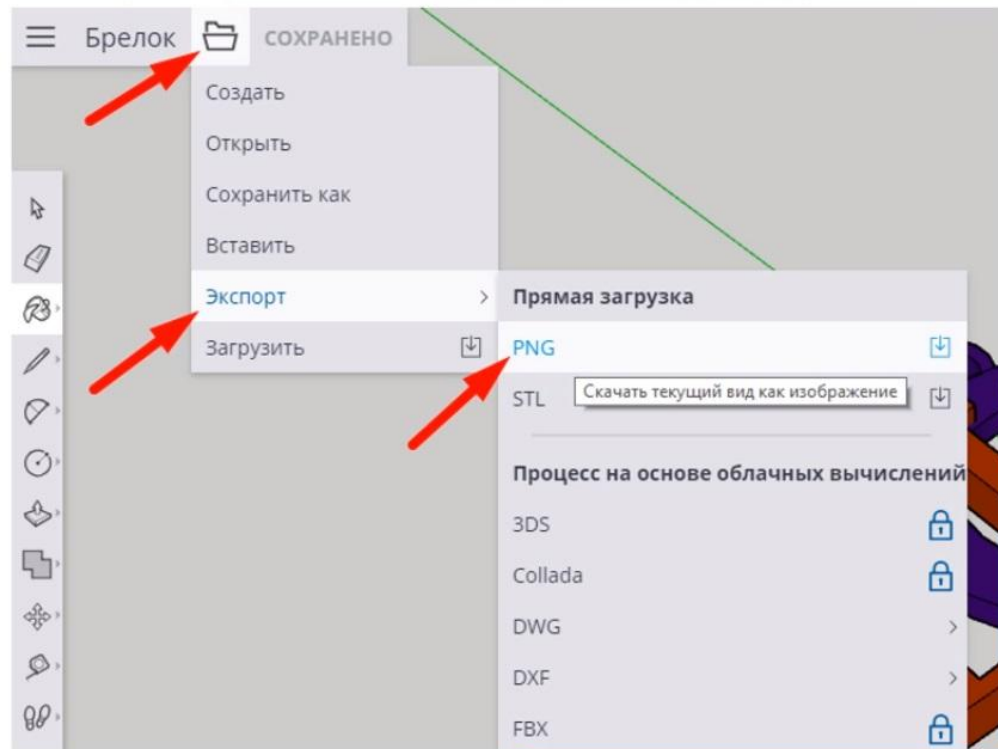 Брелок
СОХРАНЕНО
Создать
Открыть
Сохранить как
Вставить
Экспорт
Загрузить
Прямая загрузка
PNG
STL
Скачать текущий вид как изображение
Процесс на основе облачных вычислений
3DS
Collada
DWG
DXF
FBX